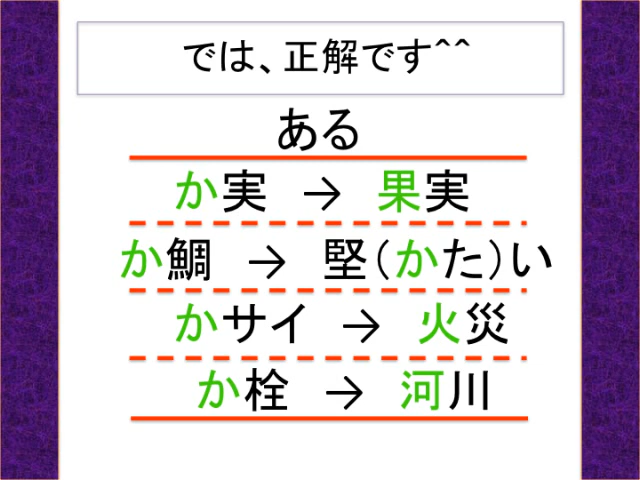 では、正解です^^
ある
か実 → 果実
か鯛 → 堅(かた)い
かサイ → 火災
か栓 → 河川